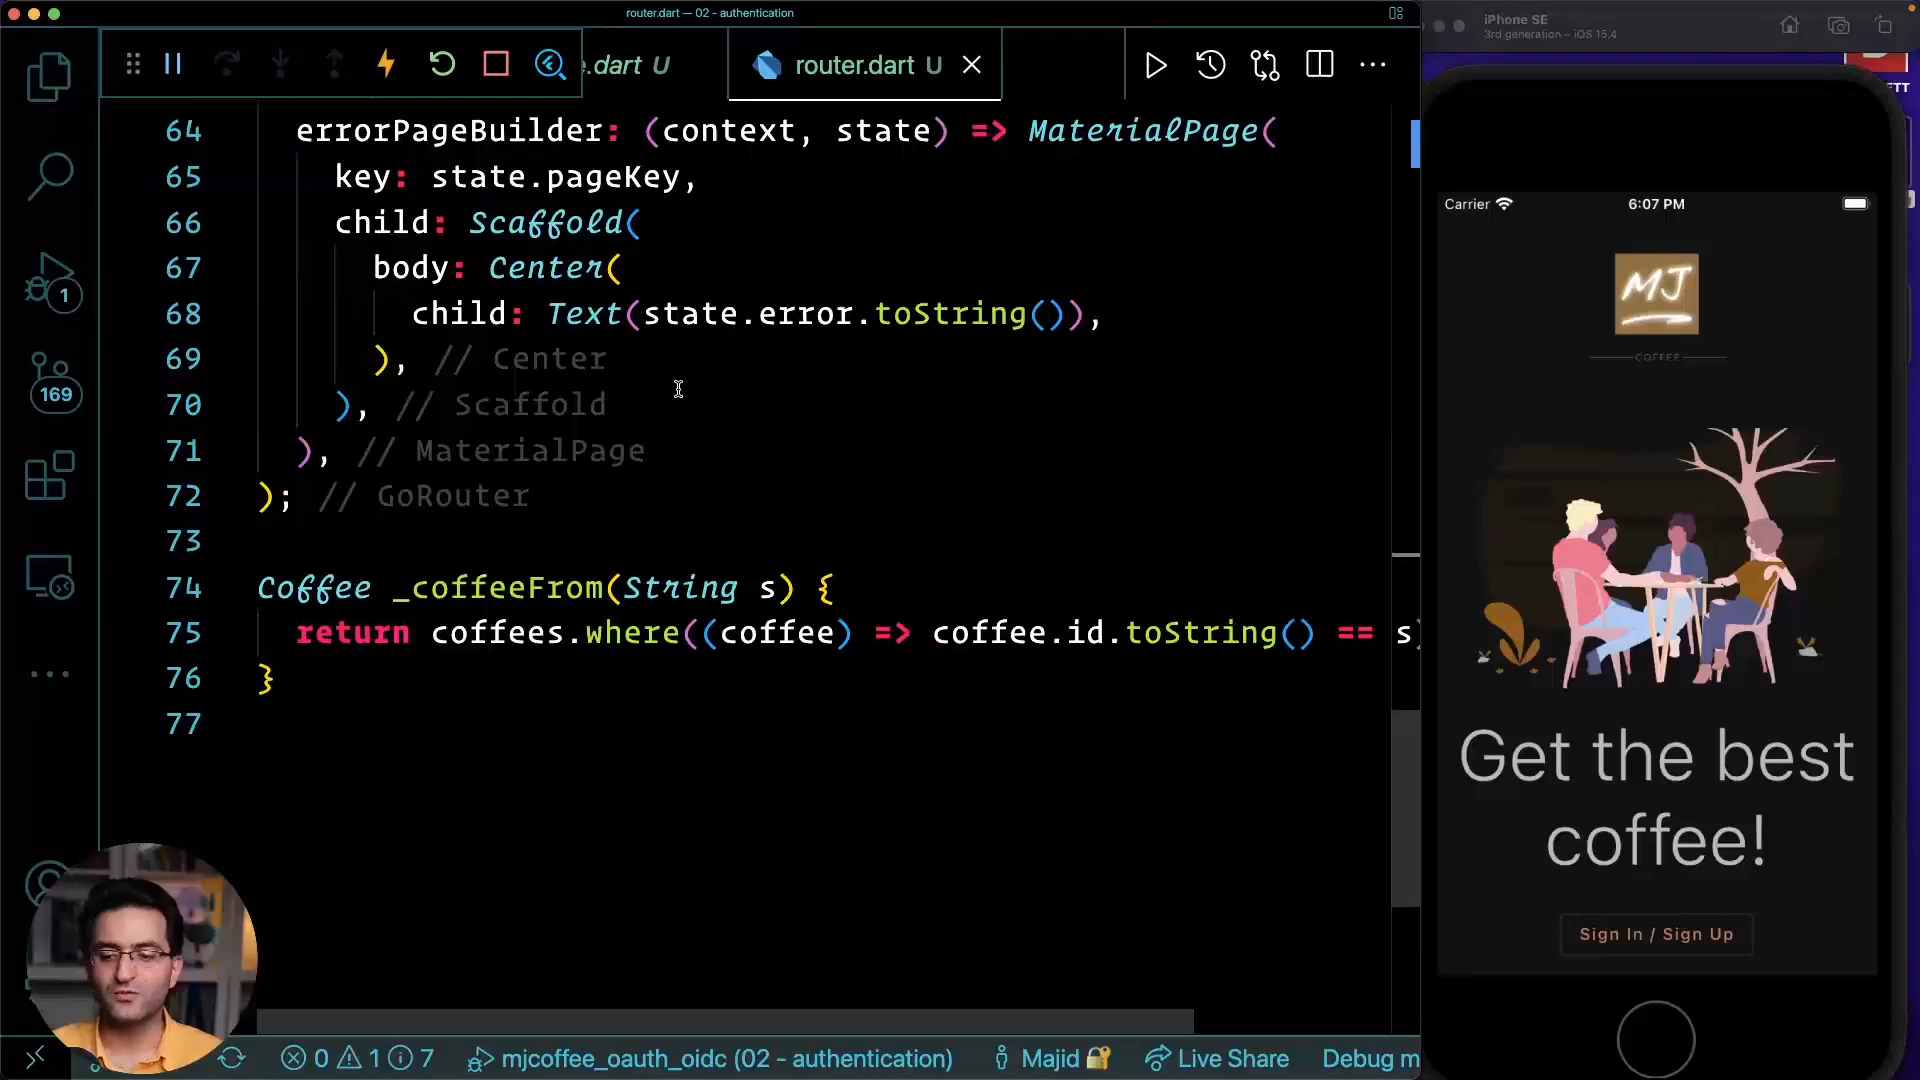 router.dart — 02 - authentication
.dart U
router.dart U
64 errorPageBuilder: (context, state) => MaterialPage(
65 key: state.pageKey,
66 child: Scaffold(
67 body: Center(
68 child: Text(state.error.toString()),
69 ), // Center
70 ), // Scaffold
71 ), // MaterialPage
72 ); // GoRouter
73
74 Coffee _coffeeFrom(String s) {
75 return coffees.where((coffee) => coffee.id.toString() == s)
76 }
77
1
169
0 1 7
mjcoffee_oauth_oidc (02 - authentication)
Majid
Live Share
Debug m
iPhone SE
3rd generation – iOS 15.4
TT
Carrier
6:07 PM
MJ
COFFEE
Get the best
coffee!
Sign In / Sign Up